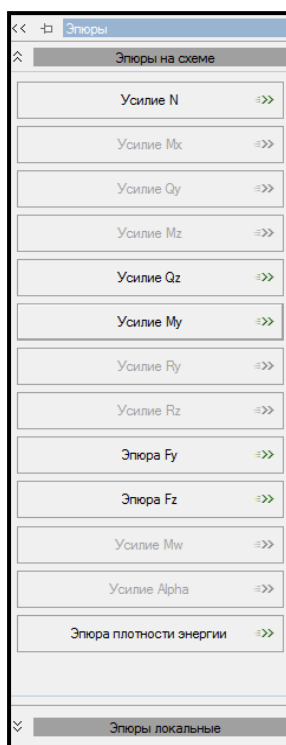 << Эпюры
Эпюры на схеме
Усилие N
Усилие Mx
Усилие Qy
Усилие Mz
Усилие Qz
Усилие My
Усилие Ry
Усилие Rz
Эпюра Fy
Эпюра Fz
Усилие Mw
Усилие Alpha
Эпюра плотности энергии
Эпюры локальные